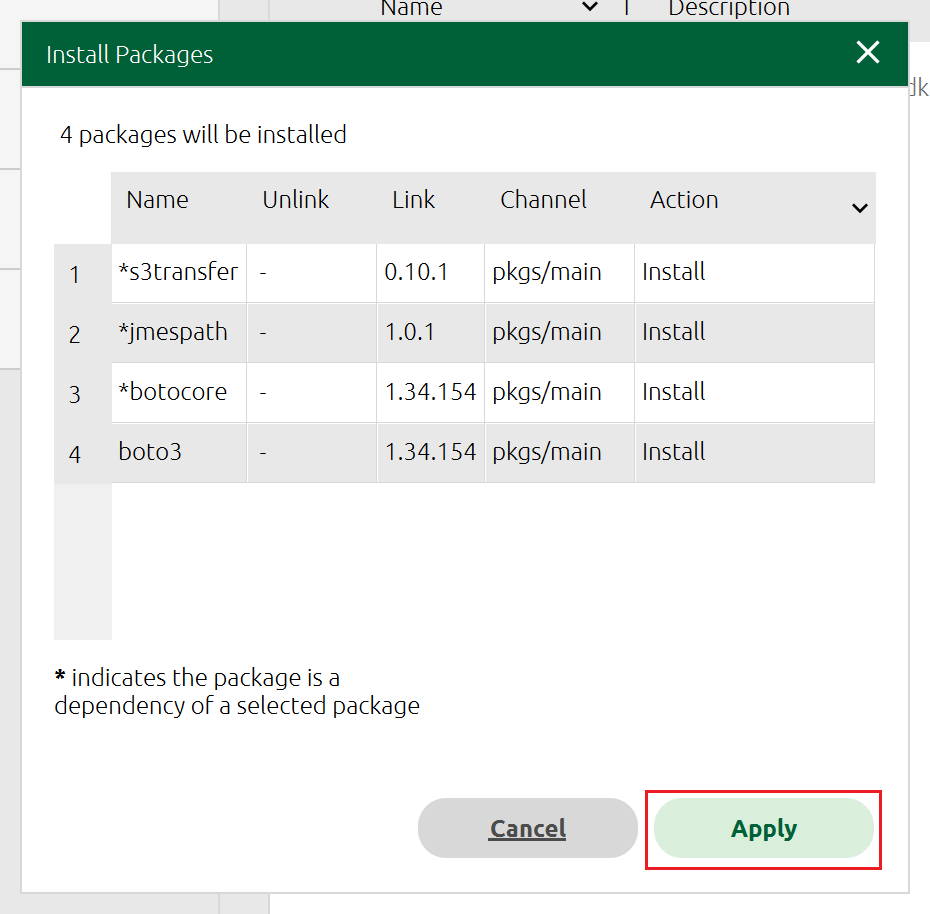 Name Description
Install Packages
dk
4 packages will be installed
Name Unlink Link Channel Action
1 *s3transfer - 0.10.1 pkgs/main Install
2 *jmespath - 1.0.1 pkgs/main Install
3 *botocore - 1.34.154 pkgs/main Install
4 boto3 - 1.34.154 pkgs/main Install
* indicates the package is a
dependency of a selected package
Cancel Apply